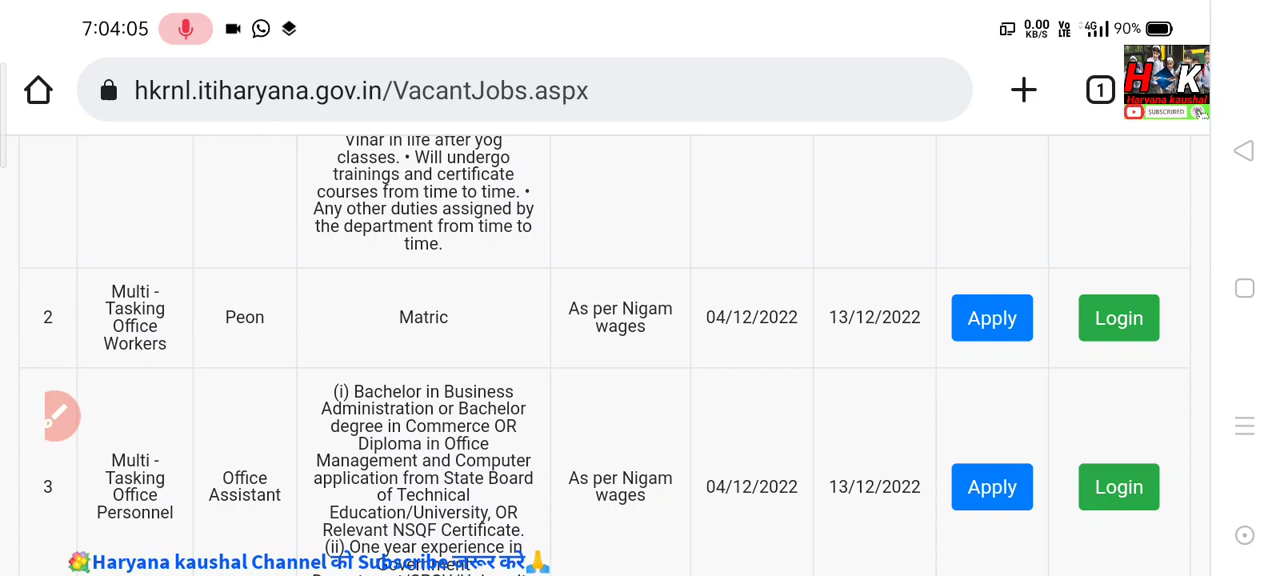 7:04:05
0.00 KB/S
Vo LTE
4G
90%
hkrnl.itiharyana.gov.in/VacantJobs.aspx
1
H K
Haryana kaushal
SUBSCRIBED
Vihar in life after yog
classes. • Will undergo
trainings and certificate
courses from time to time. •
Any other duties assigned by
the department from time to
time.
2
Multi -
Tasking
Office
Workers
Peon
Matric
As per Nigam
wages
04/12/2022
13/12/2022
Apply
Login
3
Multi -
Tasking
Office
Personnel
Office
Assistant
(i) Bachelor in Business
Administration or Bachelor
degree in Commerce OR
Diploma in Office
Management and Computer
application from State Board
of Technical
Education/University, OR
Relevant NSQF Certificate.
(ii) One year experience in
Government
As per Nigam
wages
04/12/2022
13/12/2022
Apply
Login
Haryana kaushal Channel को Subscribe जरूर करे